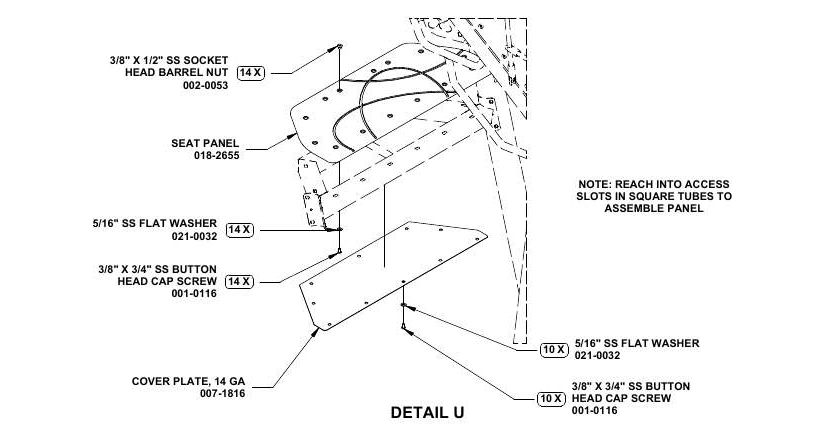 3/8" X 1/2" SS SOCKET
HEAD BARREL NUT 14 X
002-0053
SEAT PANEL
018-2655
NOTE: REACH INTO ACCESS
SLOTS IN SQUARE TUBES TO
ASSEMBLE PANEL
5/16" SS FLAT WASHER 14 X
021-0032
3/8" X 3/4" SS BUTTON
HEAD CAP SCREW 14 X
001-0116
10 X 5/16" SS FLAT WASHER
021-0032
COVER PLATE, 14 GA
007-1816
3/8" X 3/4" SS BUTTON
10 X HEAD CAP SCREW
001-0116
DETAIL U